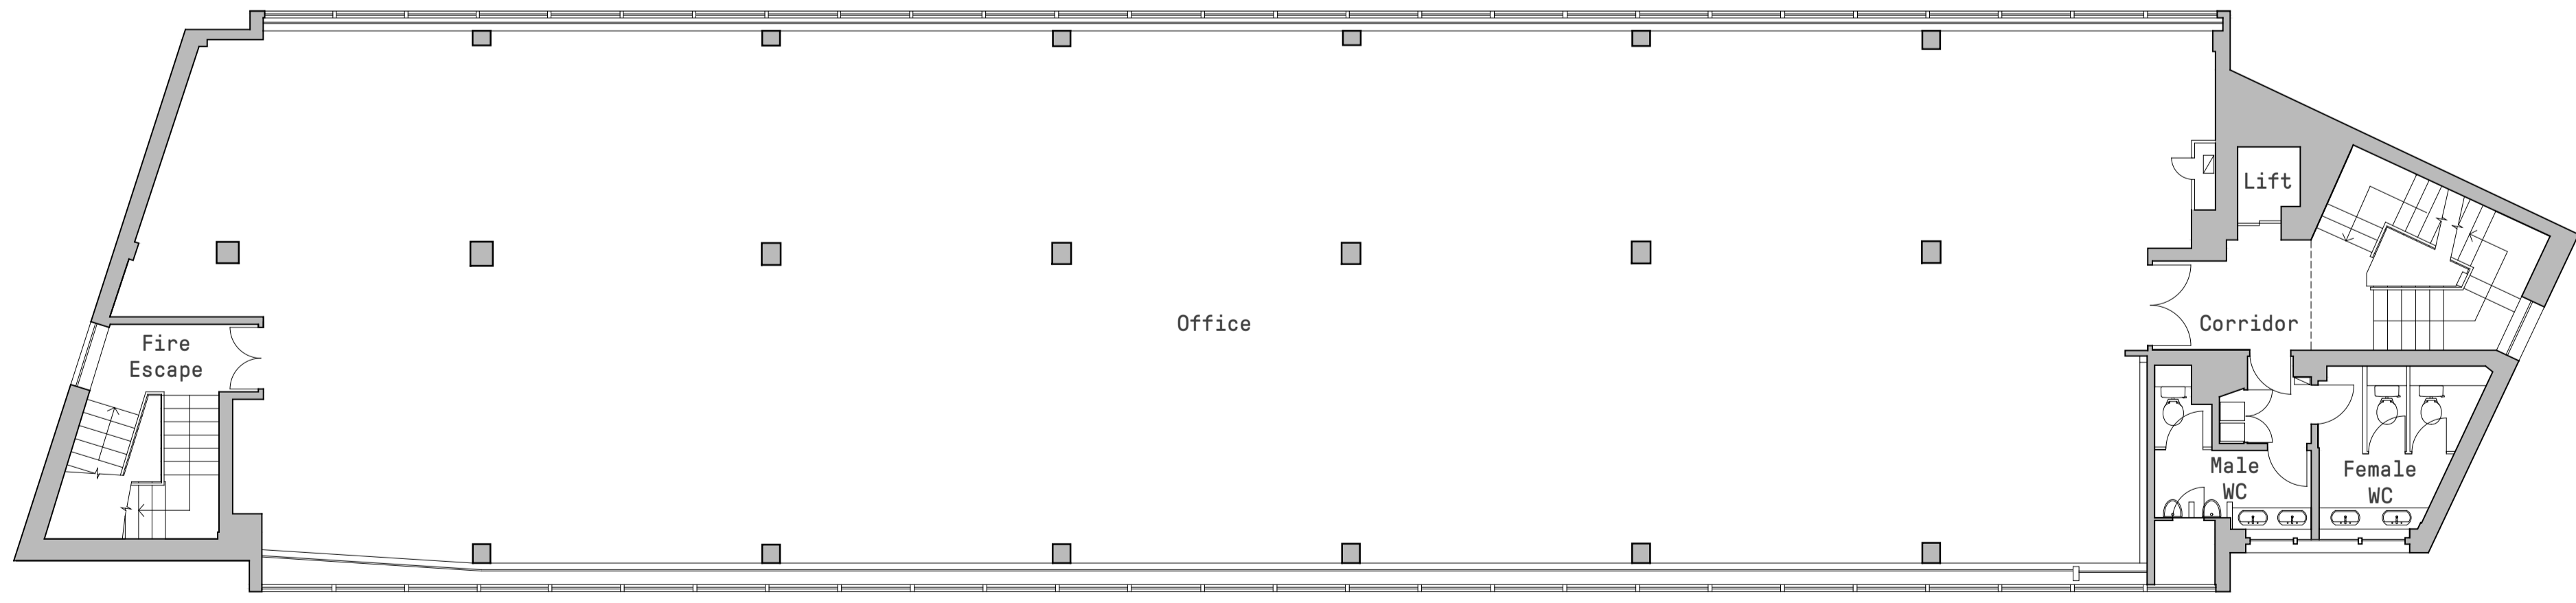 Lift
Office
Corridor
Fire
Escape
Male
WC
Female
WC